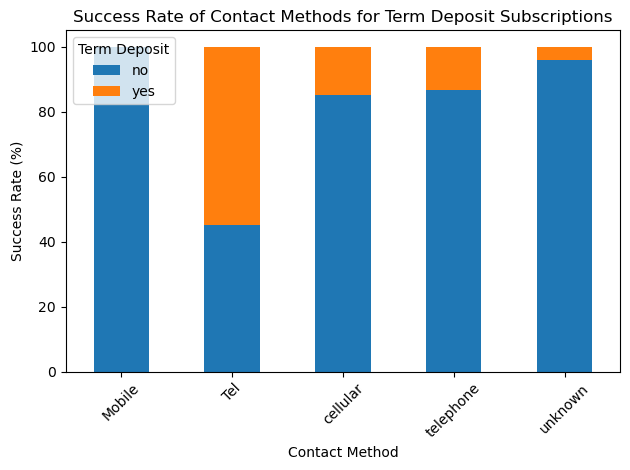 Success Rate of Contact Methods for Term Deposit Subscriptions
Success Rate (%)
100
80
60
40
20
0
Term Deposit
no
yes
Mobile
Tel
cellular
telephone
unknown
Contact Method